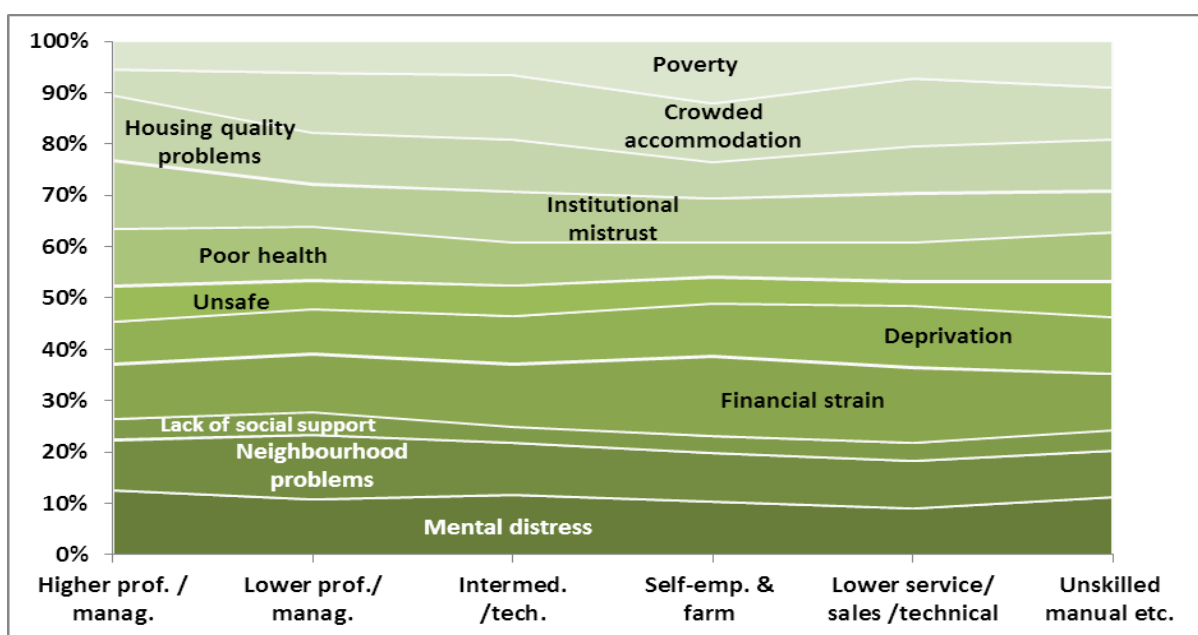 100%
90%
80%
70%
60%
50%
40%
30%
20%
10%
0%
Poverty
Crowded
accommodation
Housing quality
problems
Institutional
mistrust
Poor health
Unsafe
Deprivation
Financial strain
Lack of social support
Neighbourhood
problems
Mental distress
Higher prof. /
manag.
Lower prof./
manag.
Intermed.
/tech.
Self-emp. &
farm
Lower service/
sales /technical
Unskilled
manual etc.